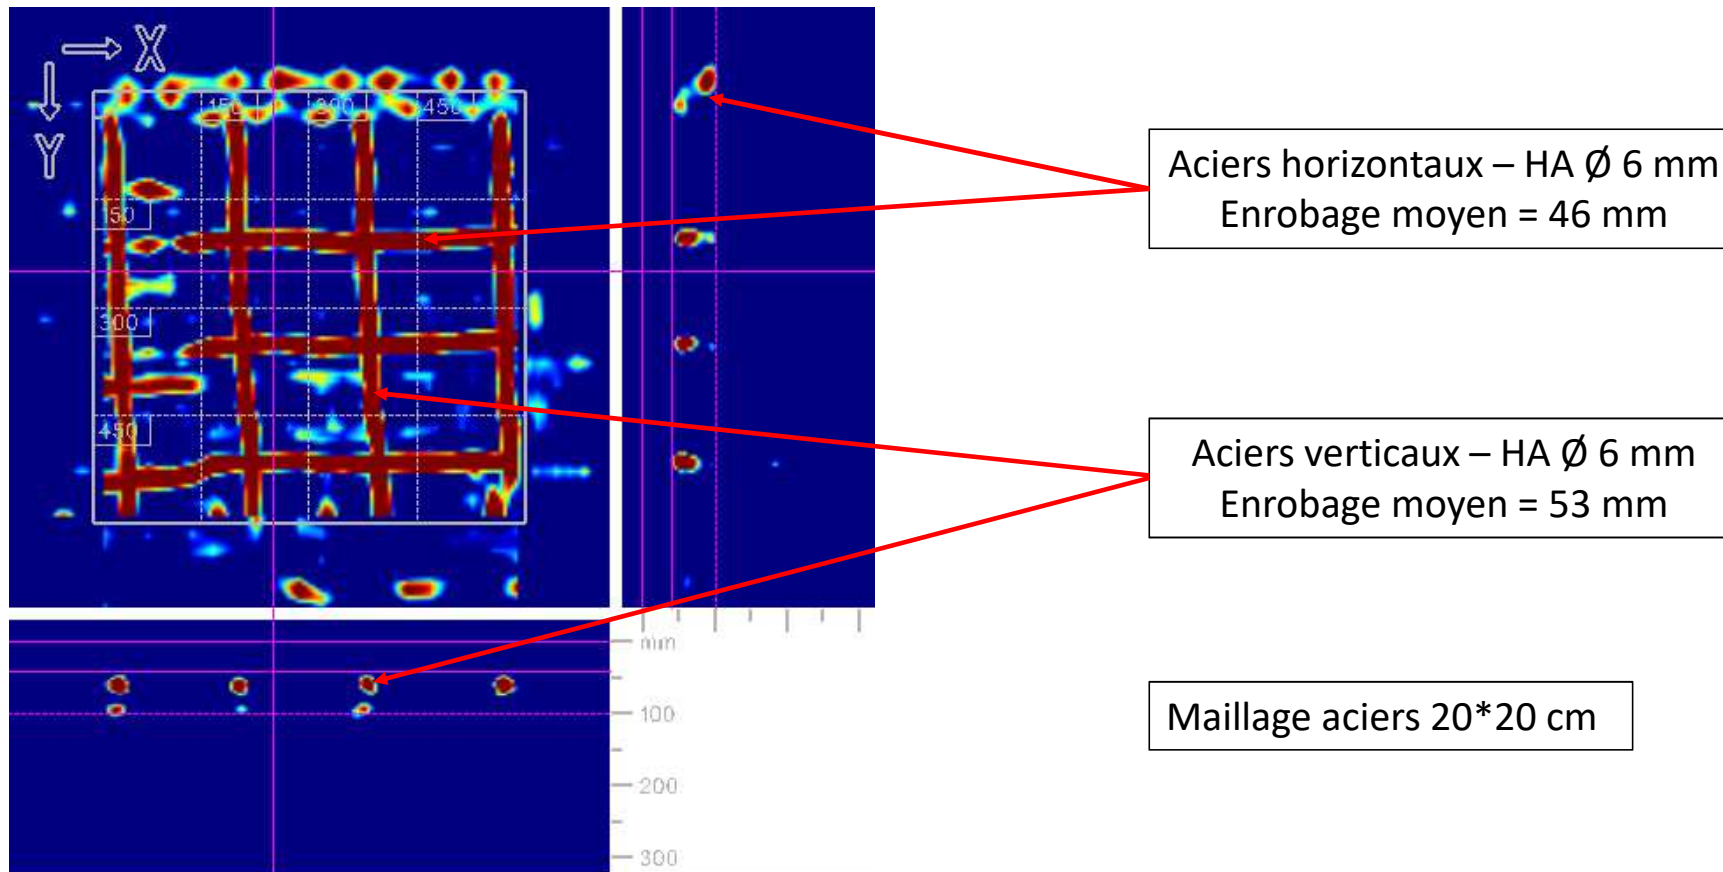 X
Y
150
300
450
150
300
450
Aciers horizontaux – HA Ø 6 mm
Enrobage moyen = 46 mm
Aciers verticaux – HA Ø 6 mm
Enrobage moyen = 53 mm
mm
100
200
300
Maillage aciers 20*20 cm